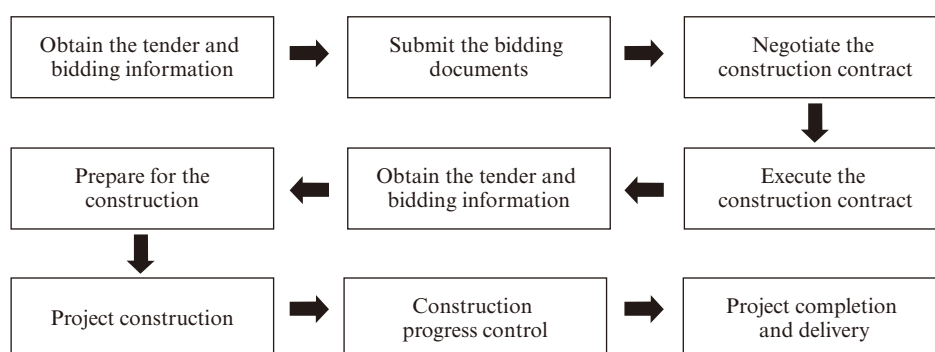 Obtain the tender and
bidding information
Submit the bidding
documents
Negotiate the
construction contract
Execute the
construction contract
Obtain the tender and
bidding information
Prepare for the
construction
Project construction
Construction
progress control
Project completion
and delivery